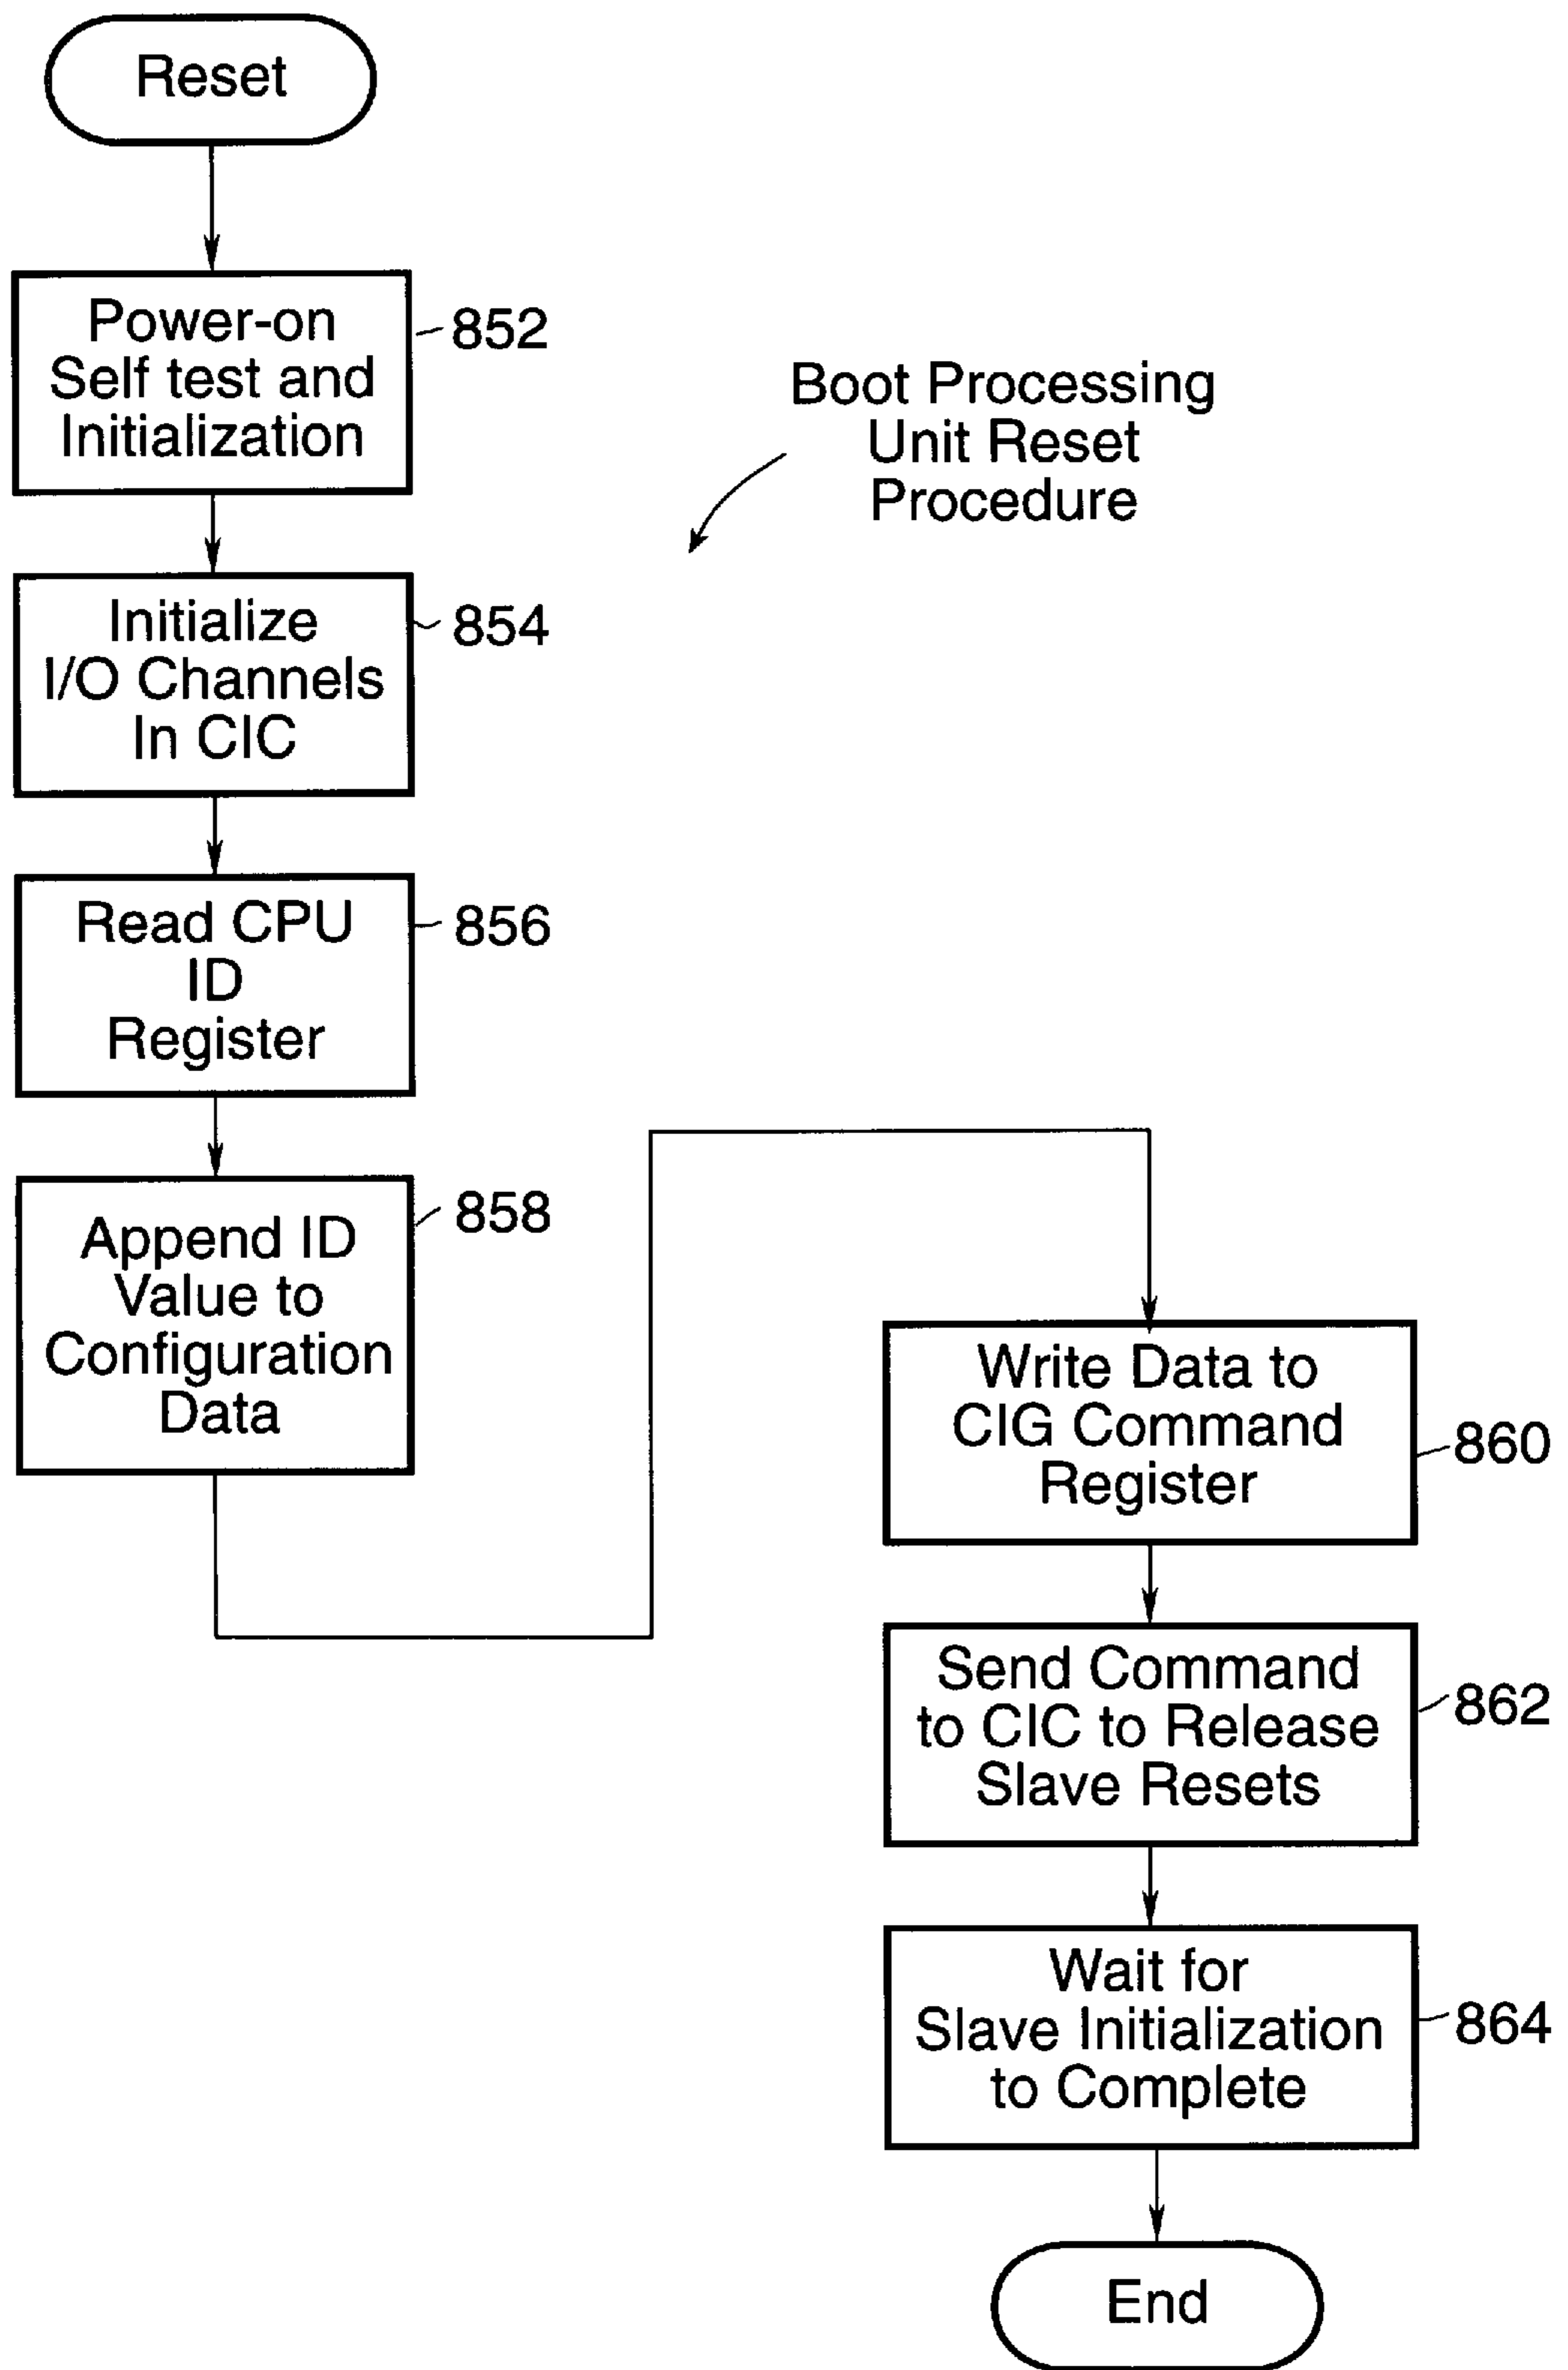 Reset
Power-on
Self test and
Initialization
852
Boot Processing
Unit Reset
Procedure
Initialize
I/O Channels
In CIC
854
Read CPU
ID
Register
856
Append ID
Value to
Configuration
Data
858
Write Data to
CIG Command
Register
860
Send Command
to CIC to Release
Slave Resets
862
Wait for
Slave Initialization
to Complete
864
End